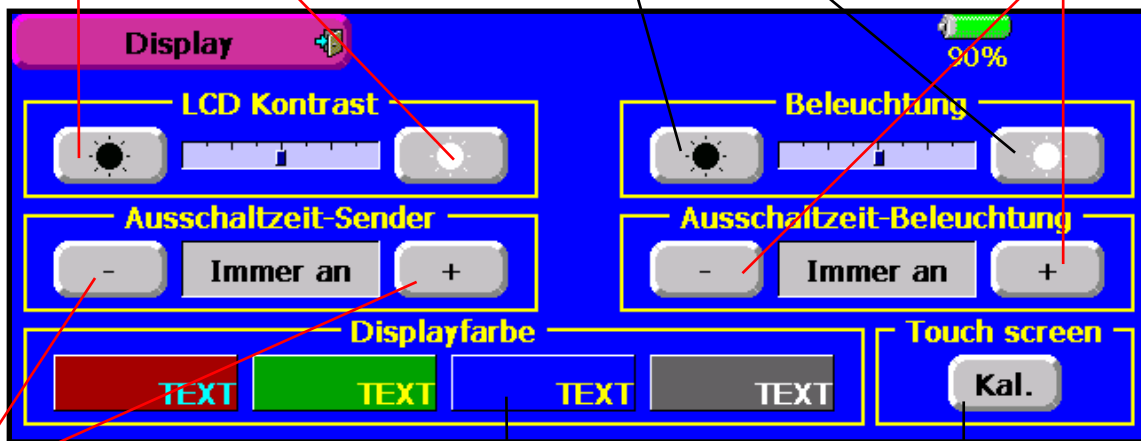 Display
90%
LCD Kontrast
Beleuchtung
Ausschaltzeit-Sender
Ausschaltzeit-Beleuchtung
- Immer an +
- Immer an +
Displayfarbe
Touch screen
TEXT TEXT TEXT TEXT
Kal.